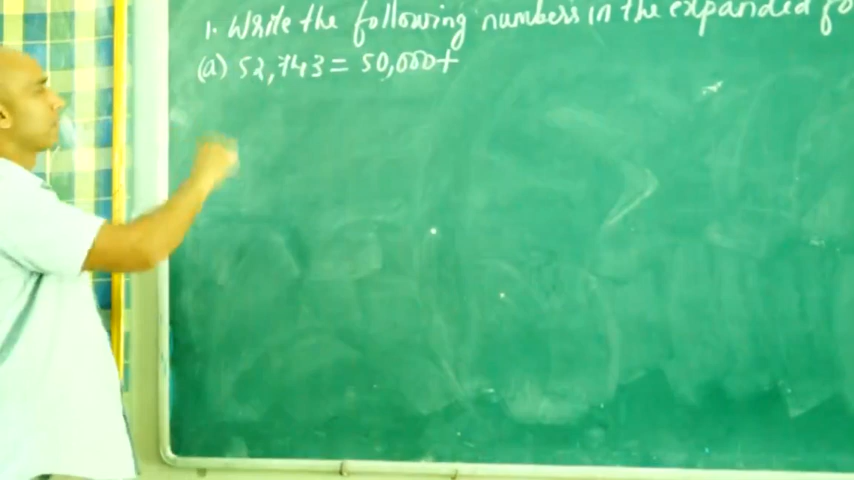 1. Write the following numbers in the expanded fo
(a) 52,743 = 50,000+